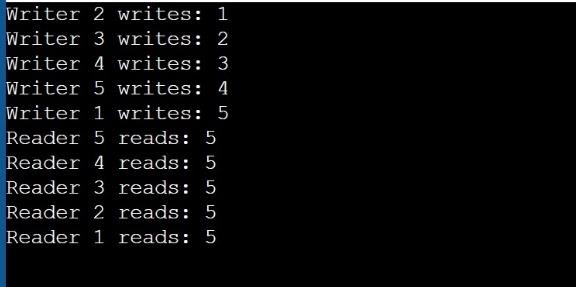 Writer 2 writes: 1
Writer 3 writes: 2
Writer 4 writes: 3
Writer 5 writes: 4
Writer 1 writes: 5
Reader 5 reads: 5
Reader 4 reads: 5
Reader 3 reads: 5
Reader 2 reads: 5
Reader 1 reads: 5